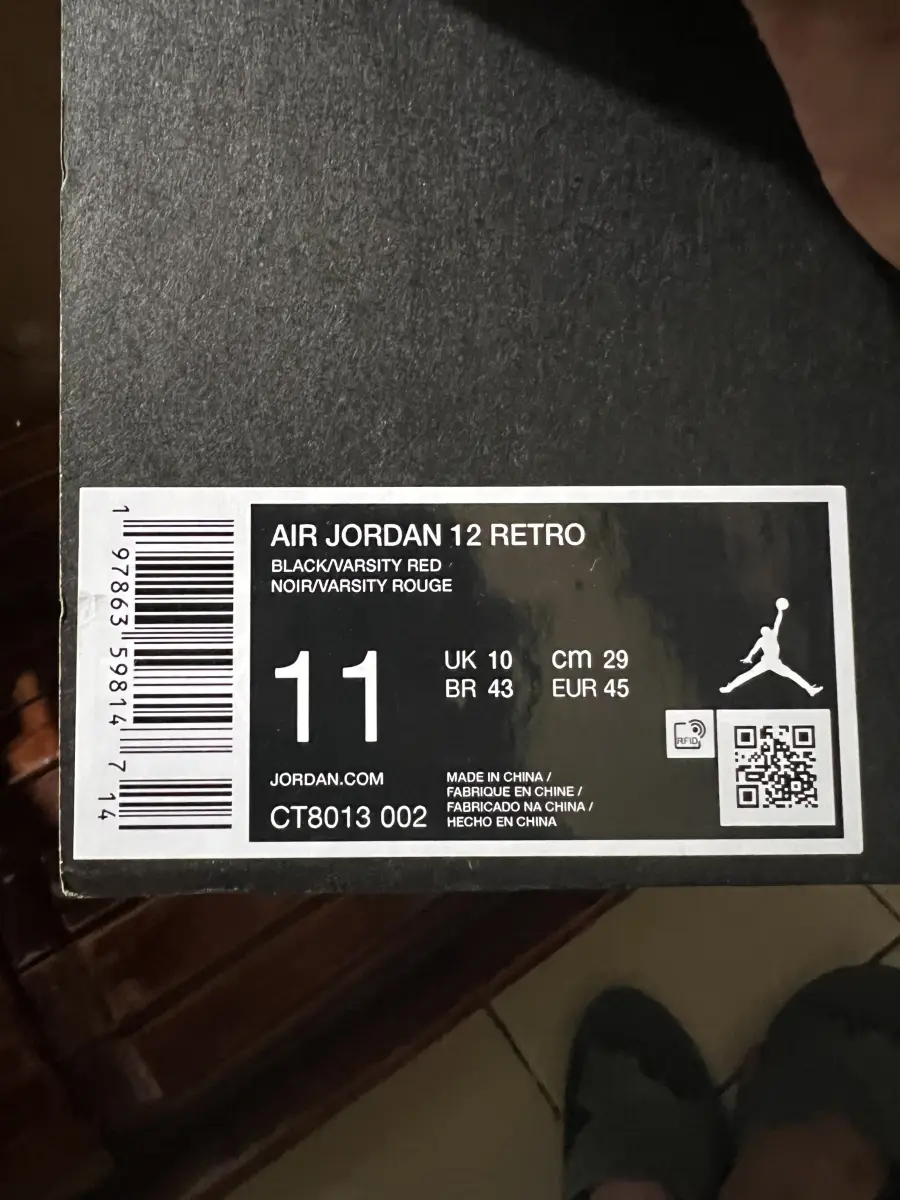 AIR JORDAN 12 RETRO
BLACK/VARSITY RED
NOIR/VARSITY ROUGE
11
UK 10 cm 29
BR 43 EUR 45
RFID
JORDAN.COM
CT8013 002
MADE IN CHINA /
FABRIQUE EN CHINE /
FABRICADO NA CHINA /
HECHO EN CHINA
1 97863 59814 7 14